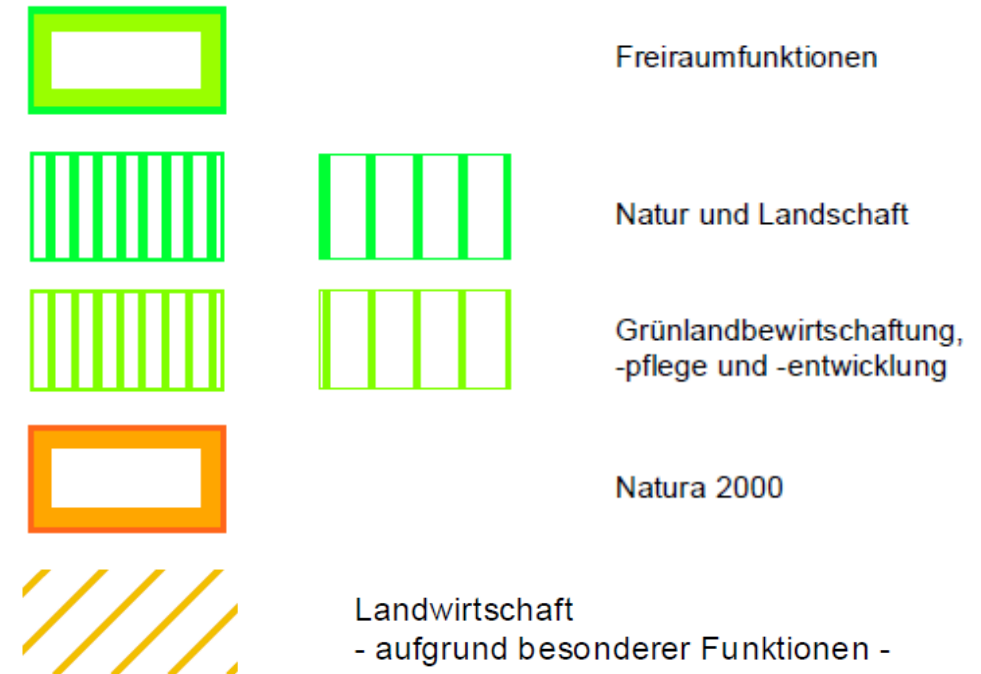 Freiraumfunktionen
Natur und Landschaft
Grünlandbewirtschaftung,
-pflege und -entwicklung
Natura 2000
Landwirtschaft
- aufgrund besonderer Funktionen -